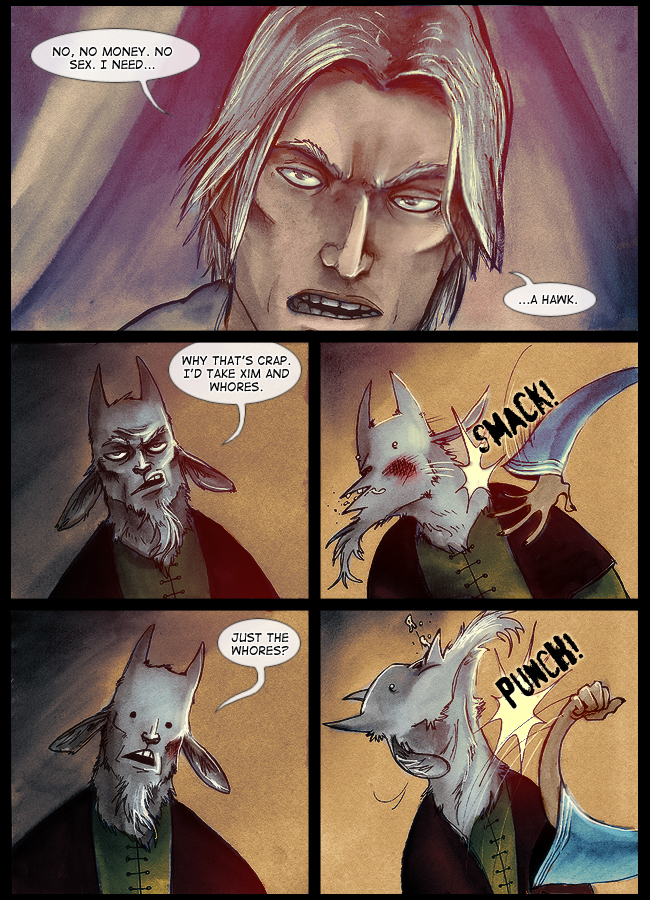 NO, NO MONEY. NO
SEX. I NEED...
...A HAWK.
WHY THAT'S CRAP.
I'D TAKE XIM AND
WHORES.
SMACK!
JUST THE
WHORES?
PUNCH!